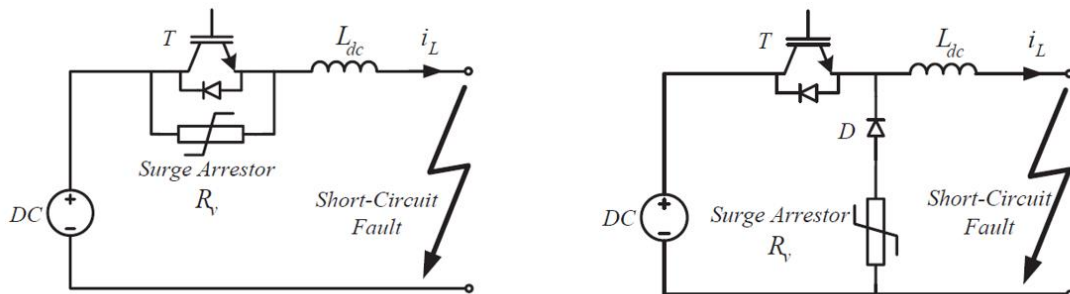 T
L_dc
i_L
Surge Arrestor
R_v
DC
+
−
Short-Circuit
Fault
T
L_dc
i_L
D
Surge Arrestor
R_v
DC
+
−
Short-Circuit
Fault